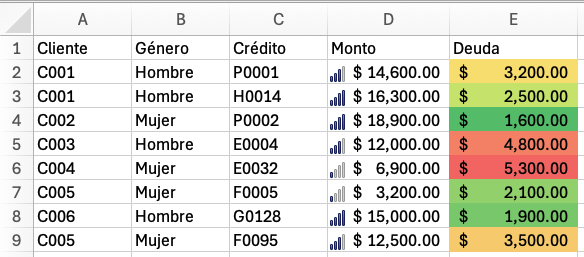 A B C D E
1 Cliente Género Crédito Monto Deuda
2 C001 Hombre P0001 $ 14,600.00 $ 3,200.00
3 C001 Hombre H0014 $ 16,300.00 $ 2,500.00
4 C002 Mujer P0002 $ 18,900.00 $ 1,600.00
5 C003 Hombre E0004 $ 12,000.00 $ 4,800.00
6 C004 Mujer E0032 $ 6,900.00 $ 5,300.00
7 C005 Mujer F0005 $ 3,200.00 $ 2,100.00
8 C006 Hombre G0128 $ 15,000.00 $ 1,900.00
9 C005 Mujer F0095 $ 12,500.00 $ 3,500.00